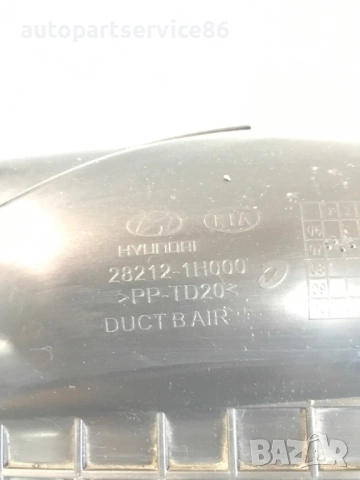 autopartservice86
KIA
HYUNDAI
28212-1H000
>PP-TD20<
DUCT B AIR
BAZAR